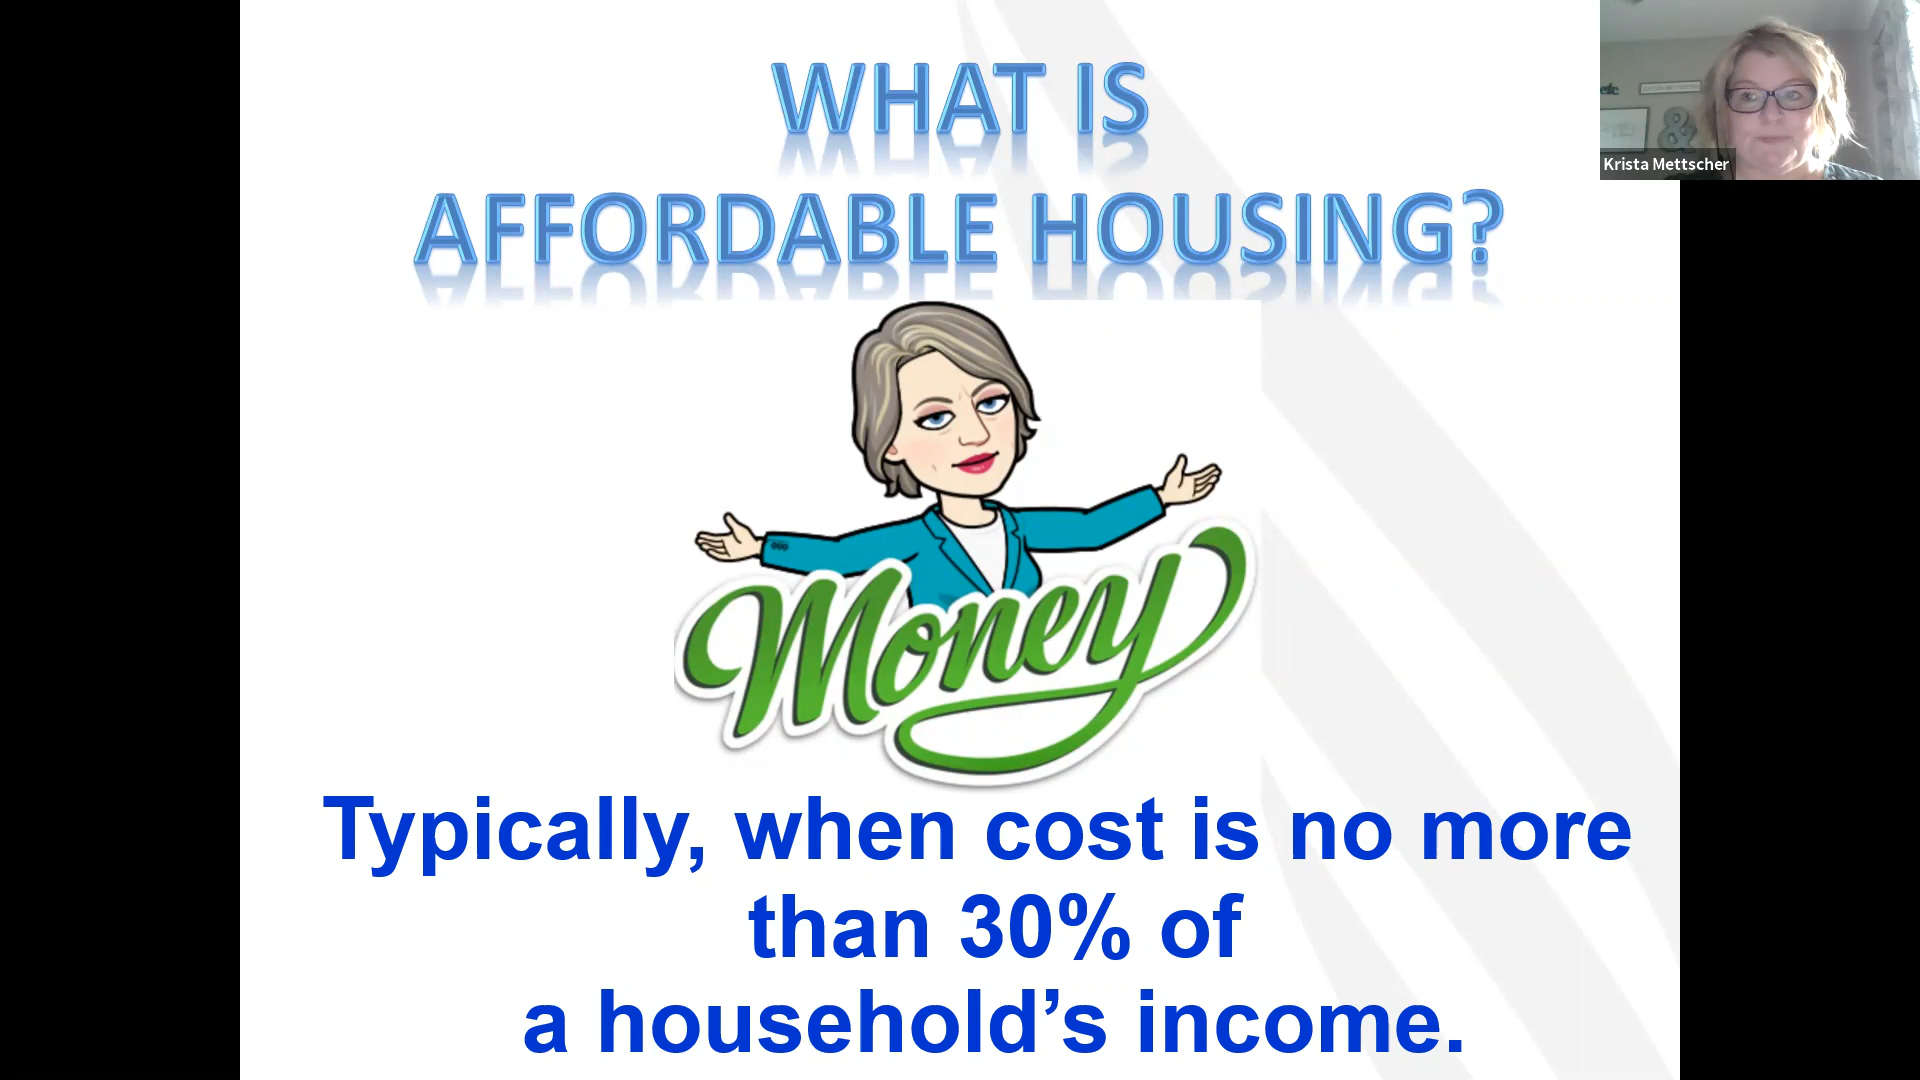 WHAT IS
AFFORDABLE HOUSING?
Krista Mettscher
Money
Typically, when cost is no more
than 30% of
a household’s income.